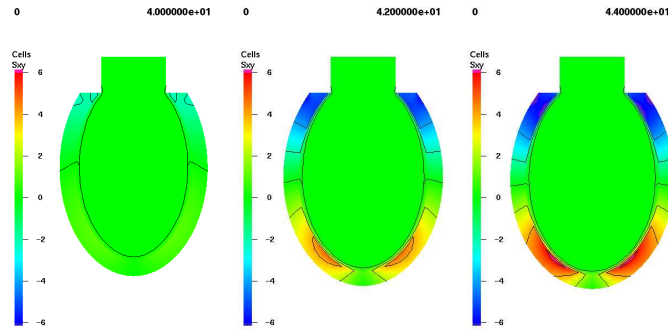 0 4.000000e+01 0 4.200000e+01 0 4.400000e+01
Cells Cells Cells
Sxy Sxy Sxy
6 6 6
4 4 4
2 2 2
0 0 0
-2 -2 -2
-4 -4 -4
-6 -6 -6